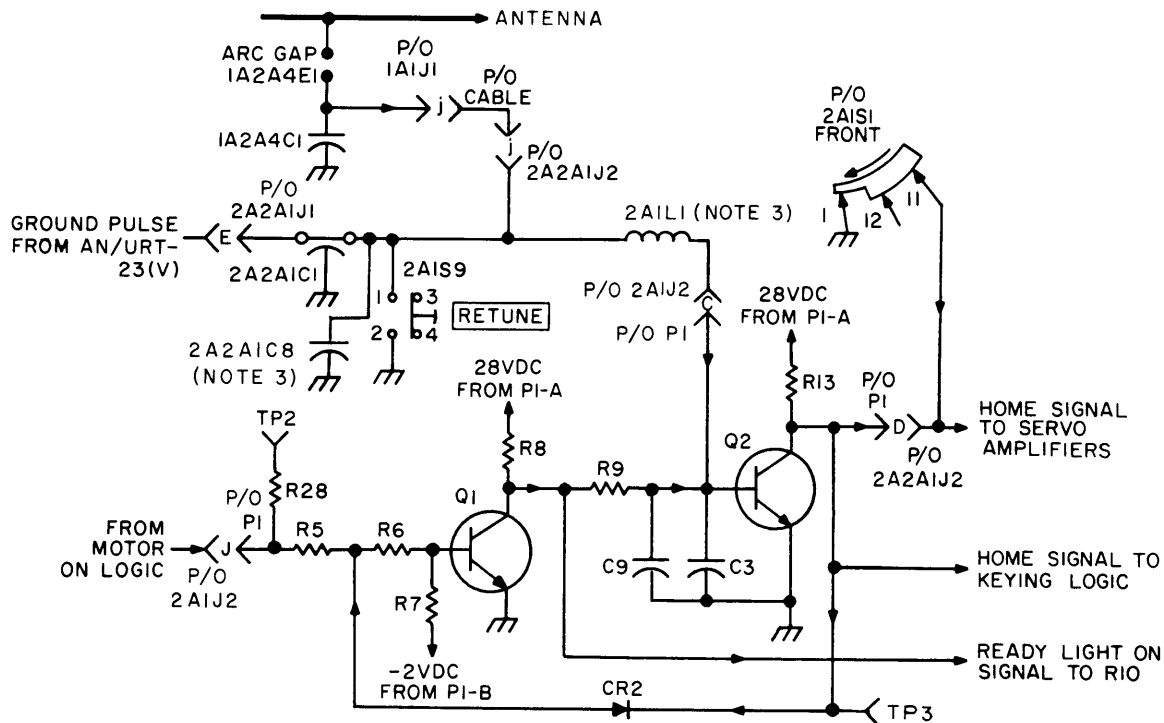 ANTENNA
ARC GAP
1A2A4E1
P/O
1A1J1
P/O
CABLE
j
j
1A2A4C1
P/O
2A2A1J2
P/O
2A1S1
FRONT
1
12
11
GROUND PULSE
FROM AN/URT-
23(V)
E
P/O
2A2A1J1
2A2A1C1
2A1S9
1
3
2
4
RETUNE
2A1L1 (NOTE 3)
P/O 2A1J2
C
P/O P1
2A2A1C8
(NOTE 3)
28VDC
FROM P1-A
28VDC
FROM P1-A
R13
P/O
P1
D
P/O
2A2A1J2
HOME SIGNAL
TO SERVO
AMPLIFIERS
TP2
R28
R8
Q1
R9
Q2
FROM
MOTOR
ON LOGIC
P/O
P1
J
P/O
2A1J2
R5
R6
R7
C9
C3
HOME SIGNAL TO
KEYING LOGIC
-2VDC
FROM P1-B
READY LIGHT ON
SIGNAL TO R10
CR2
TP3